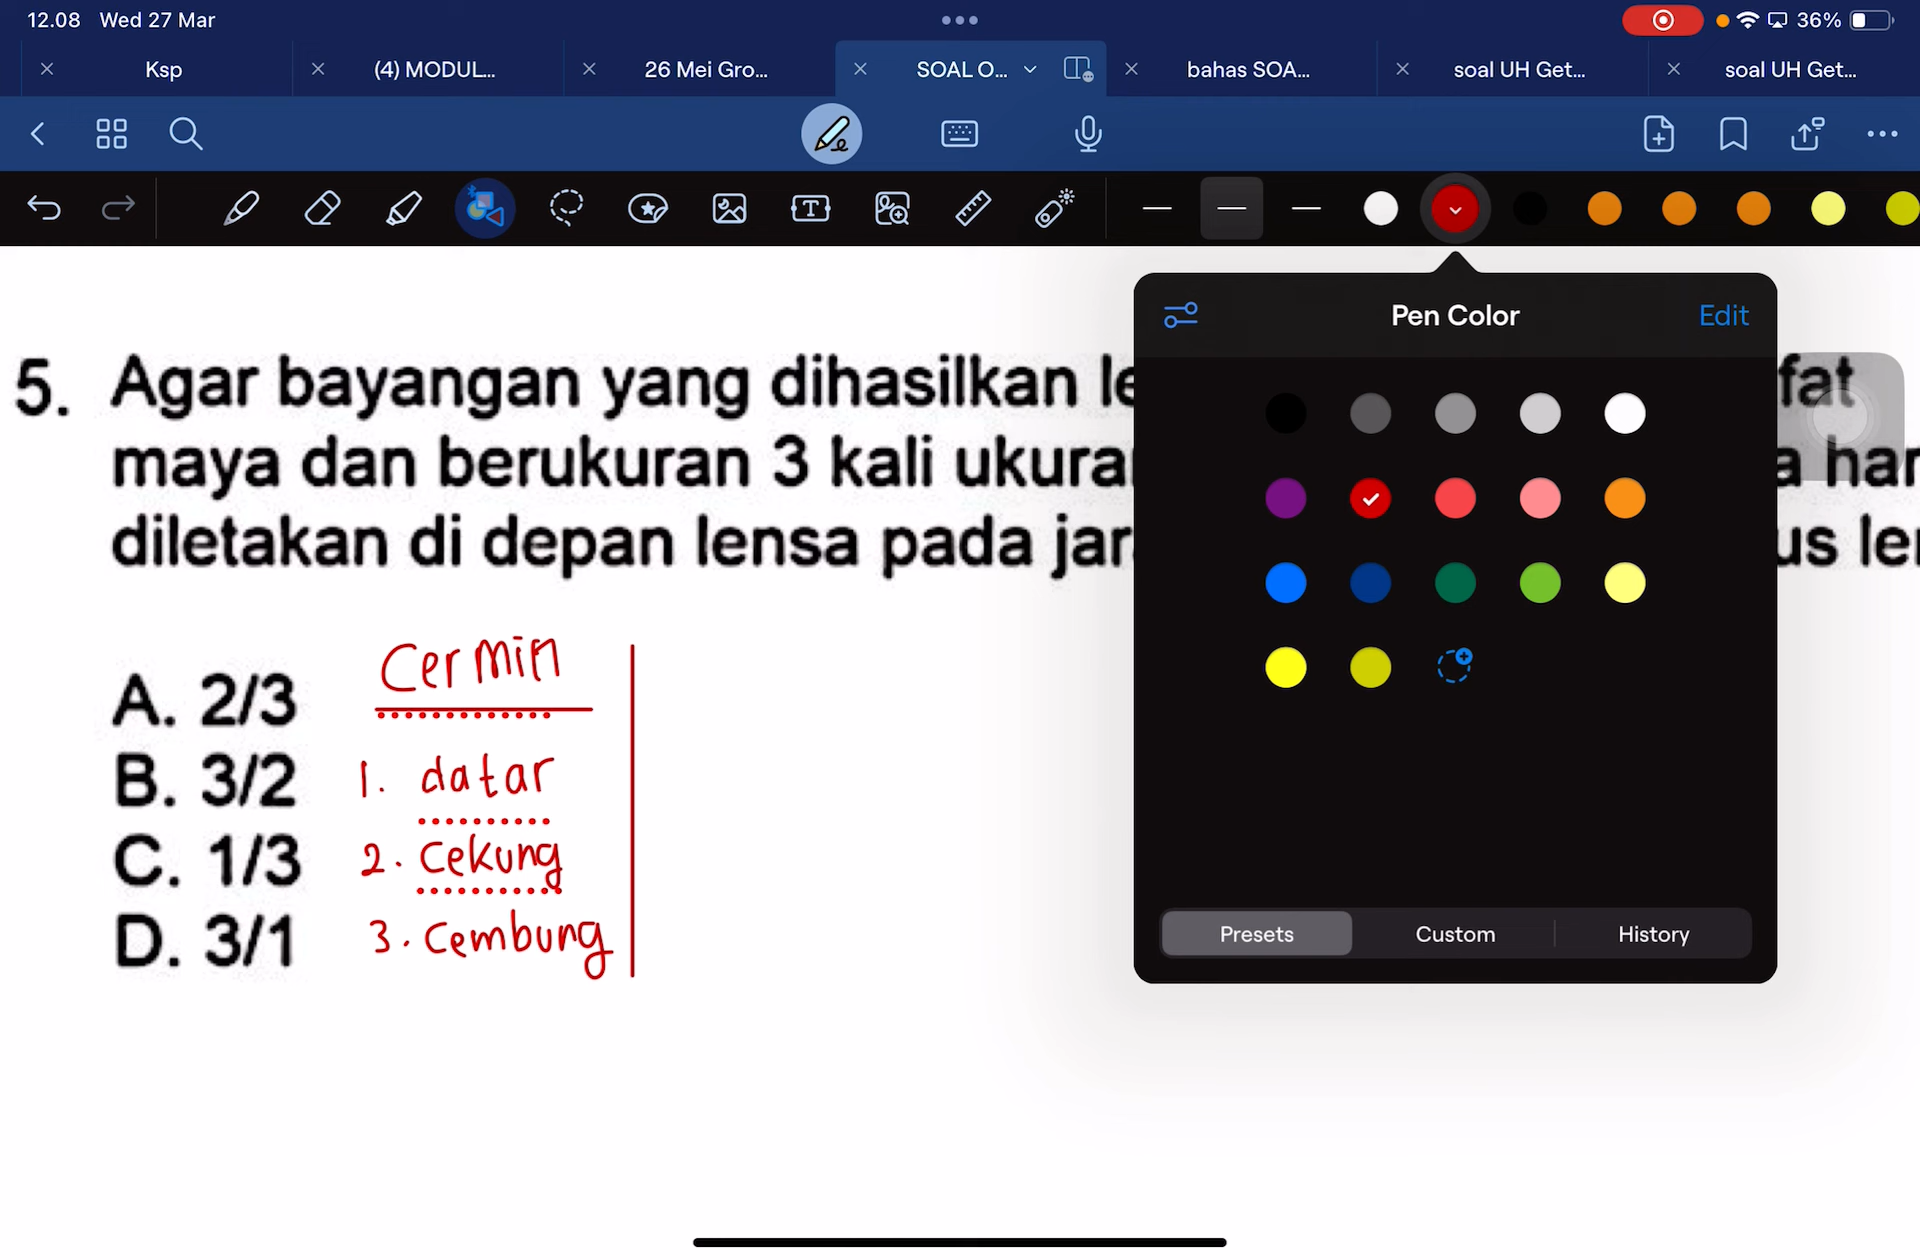 12.08 Wed 27 Mar
36%
Ksp
(4) MODUL...
26 Mei Gro...
SOAL O...
bahas SOA...
soal UH Get...
soal UH Get...
Pen Color
Edit
5. Agar bayangan yang dihasilkan le fat
maya dan berukuran 3 kali ukura a har
diletakan di depan lensa pada jar us le
A. 2/3
B. 3/2
C. 1/3
D. 3/1
Cermin
1. datar
2. Cekung
3. Cembung
Presets
Custom
History